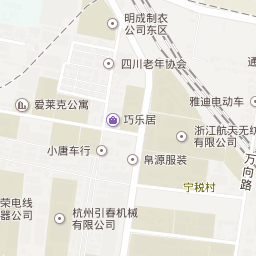 明成制衣
公司东区
四川老年协会
通
爱莱克公寓
雅迪电动车
巧乐居
浙江航天无线
有限公司
小唐车行
帛源服装
万向路
宁税村
荣电线
器公司
杭州引春机械
有限公司